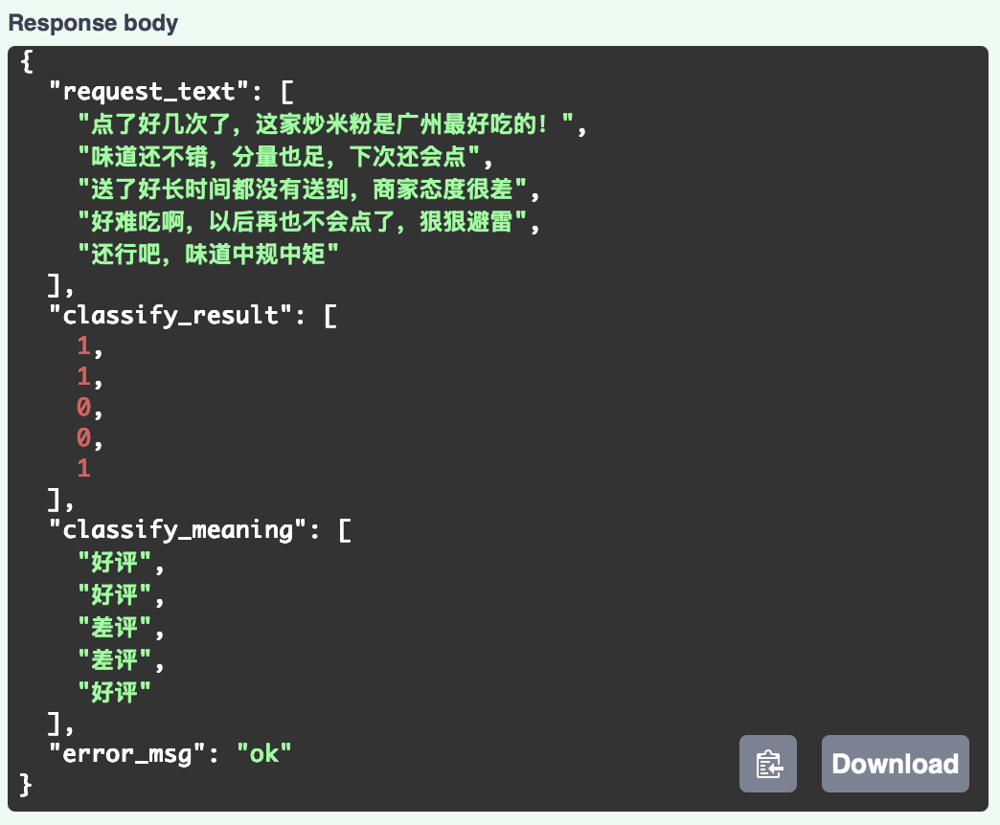 Response body
{
"request_text": [
"点了好几次了，这家炒米粉是广州最好吃的！",
"味道还不错，分量也足，下次还会点",
"送了好长时间都没有送到，商家态度很差",
"好难吃啊，以后再也不会点了，狠狠避雷",
"还行吧，味道中规中矩"
],
"classify_result": [
1,
1,
0,
0,
1
],
"classify_meaning": [
"好评",
"好评",
"差评",
"差评",
"好评"
],
"error_msg": "ok"
}
Download